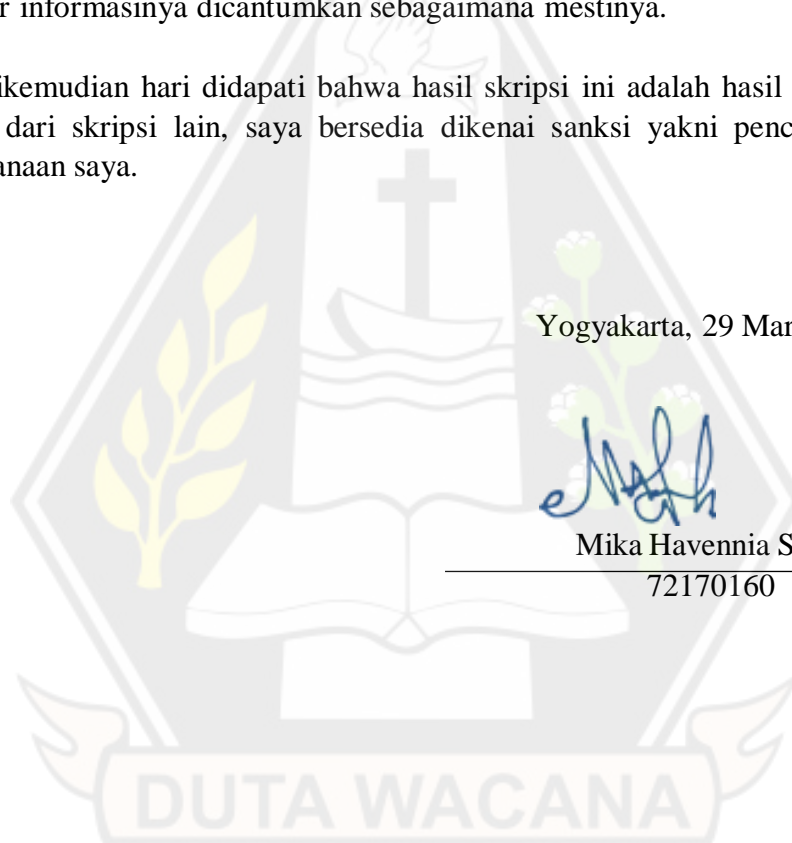 r informasinya dicantumkan sebagaimana mestinya.
ikemudian hari didapati bahwa hasil skripsi ini adalah hasil
dari skripsi lain, saya bersedia dikenai sanksi yakni penc
anaan saya.
Yogyakarta, 29 Mar
Mika Havennia S
72170160
DUTA WACANA